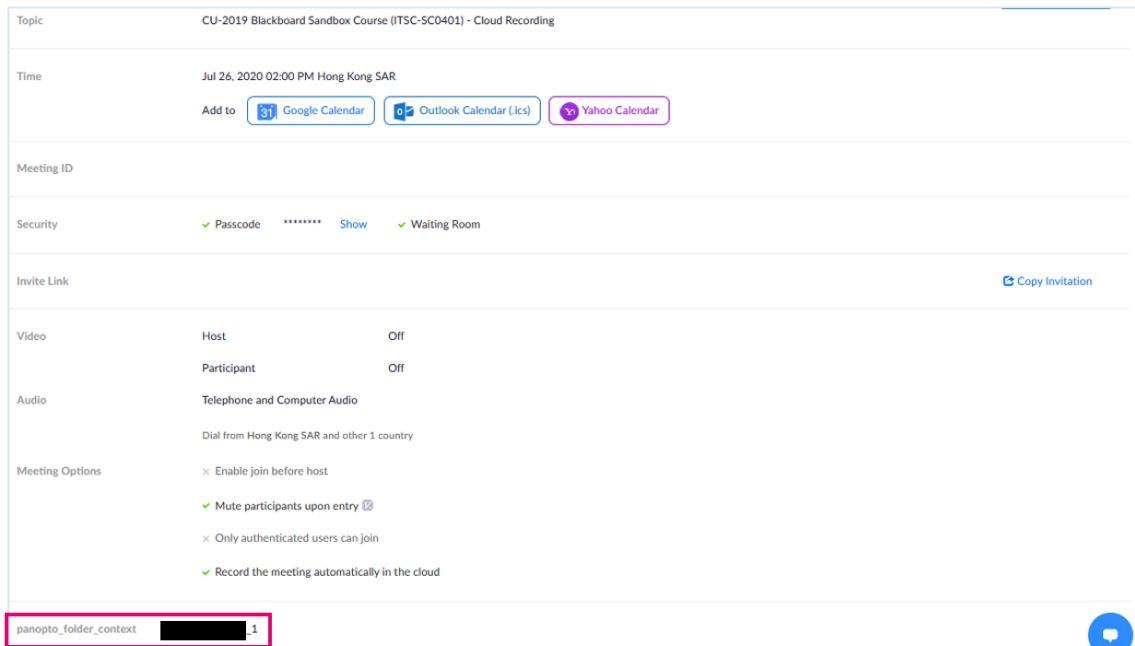 Topic CU-2019 Blackboard Sandbox Course (ITSC-SC0401) - Cloud Recording
Time Jul 26, 2020 02:00 PM Hong Kong SAR
Add to 31 Google Calendar Outlook Calendar (.ics) Yahoo Calendar
Meeting ID
Security Passcode ******** Show Waiting Room
Invite Link Copy Invitation
Video Host Off
Participant Off
Audio Telephone and Computer Audio
Dial from Hong Kong SAR and other 1 country
Meeting Options Enable join before host
Mute participants upon entry
Only authenticated users can join
Record the meeting automatically in the cloud
panopto_folder_context _1